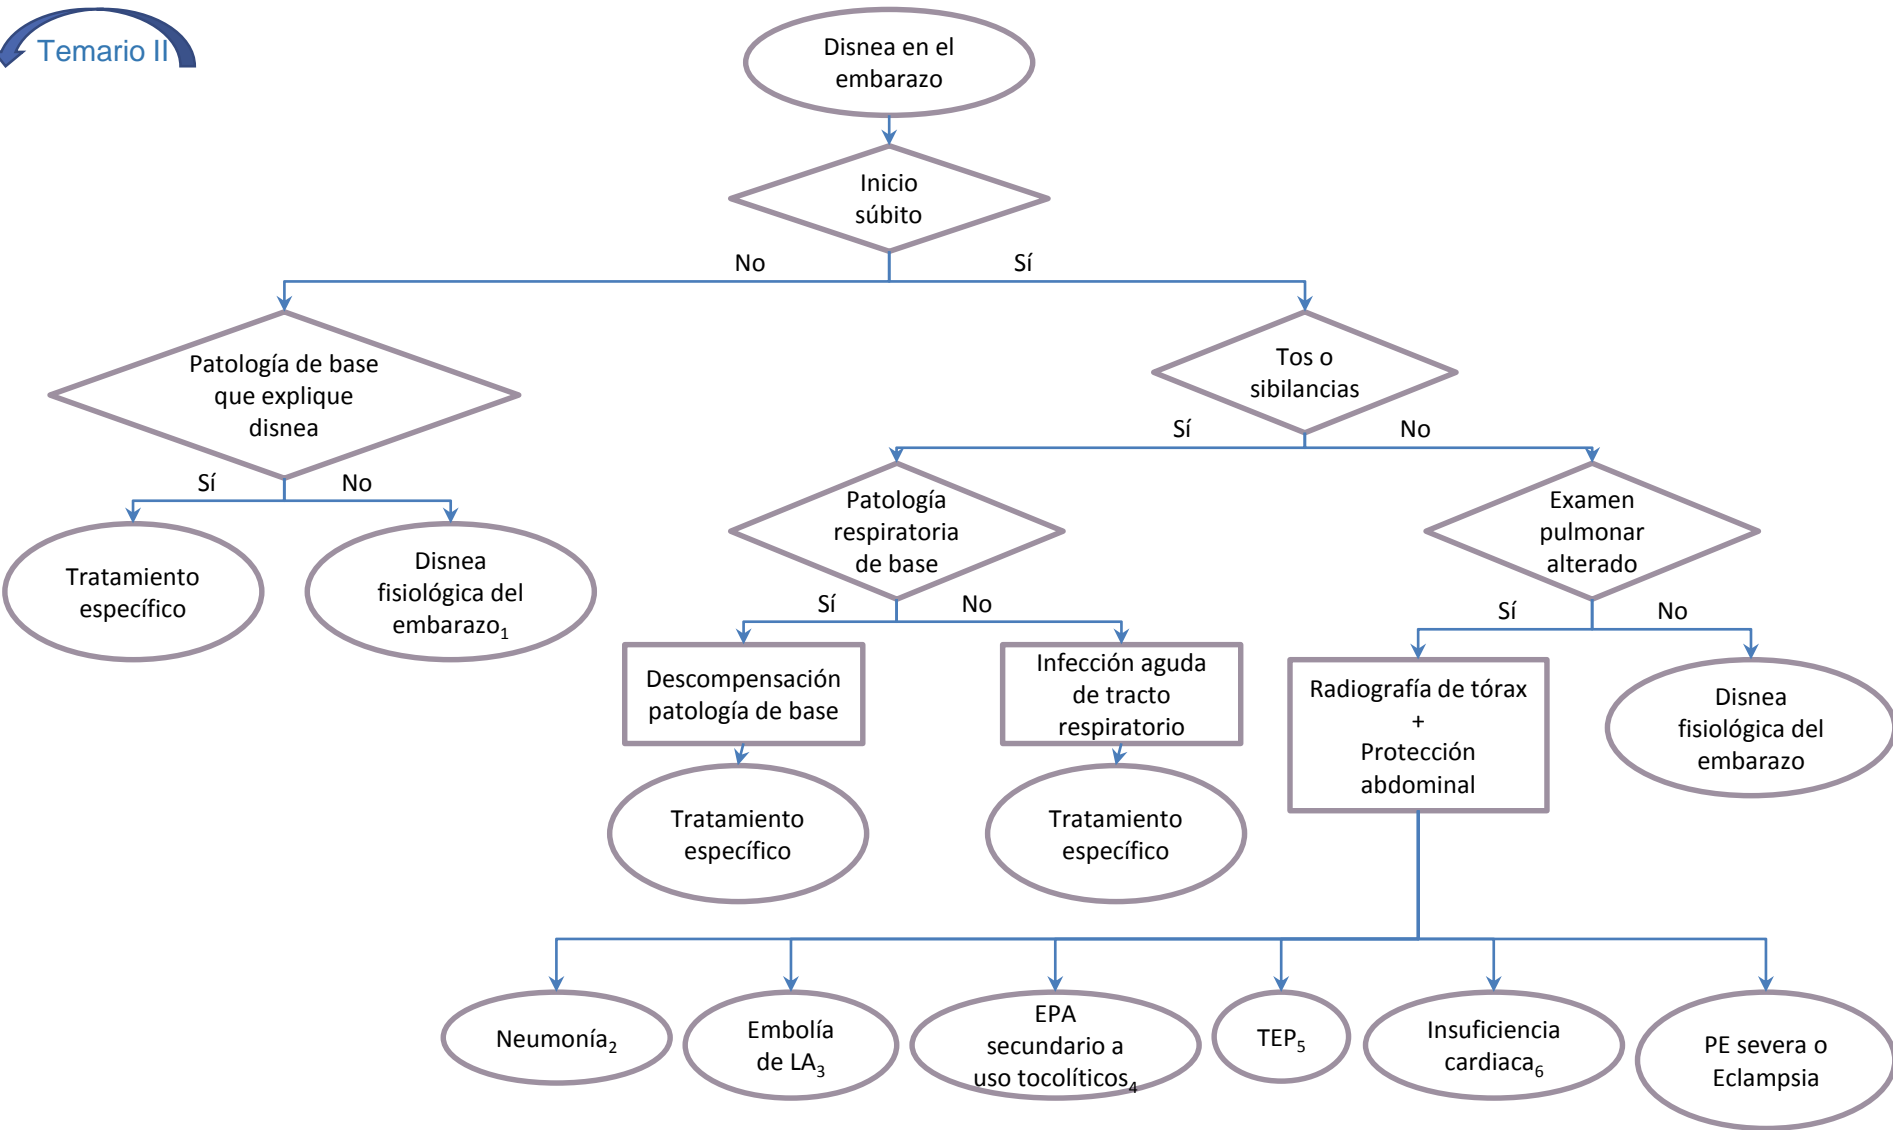 Temario II
Disnea en el
embarazo
Inicio
súbito
No
Sí
Patología de base
que explique
disnea
Tos o
sibilancias
Sí
No
Sí
No
Patología
respiratoria
de base
Examen
pulmonar
alterado
Tratamiento
específico
Disnea
fisiológica del
embarazo1
Sí
No
Sí
No
Descompensación
patología de base
Infección aguda
de tracto
respiratorio
Radiografía de tórax
+
Protección
abdominal
Disnea
fisiológica del
embarazo
Tratamiento
específico
Tratamiento
específico
Neumonía2
Embolía
de LA3
EPA
secundario a
uso tocolíticos4
TEP5
Insuficiencia
cardiaca6
PE severa o
Eclampsia